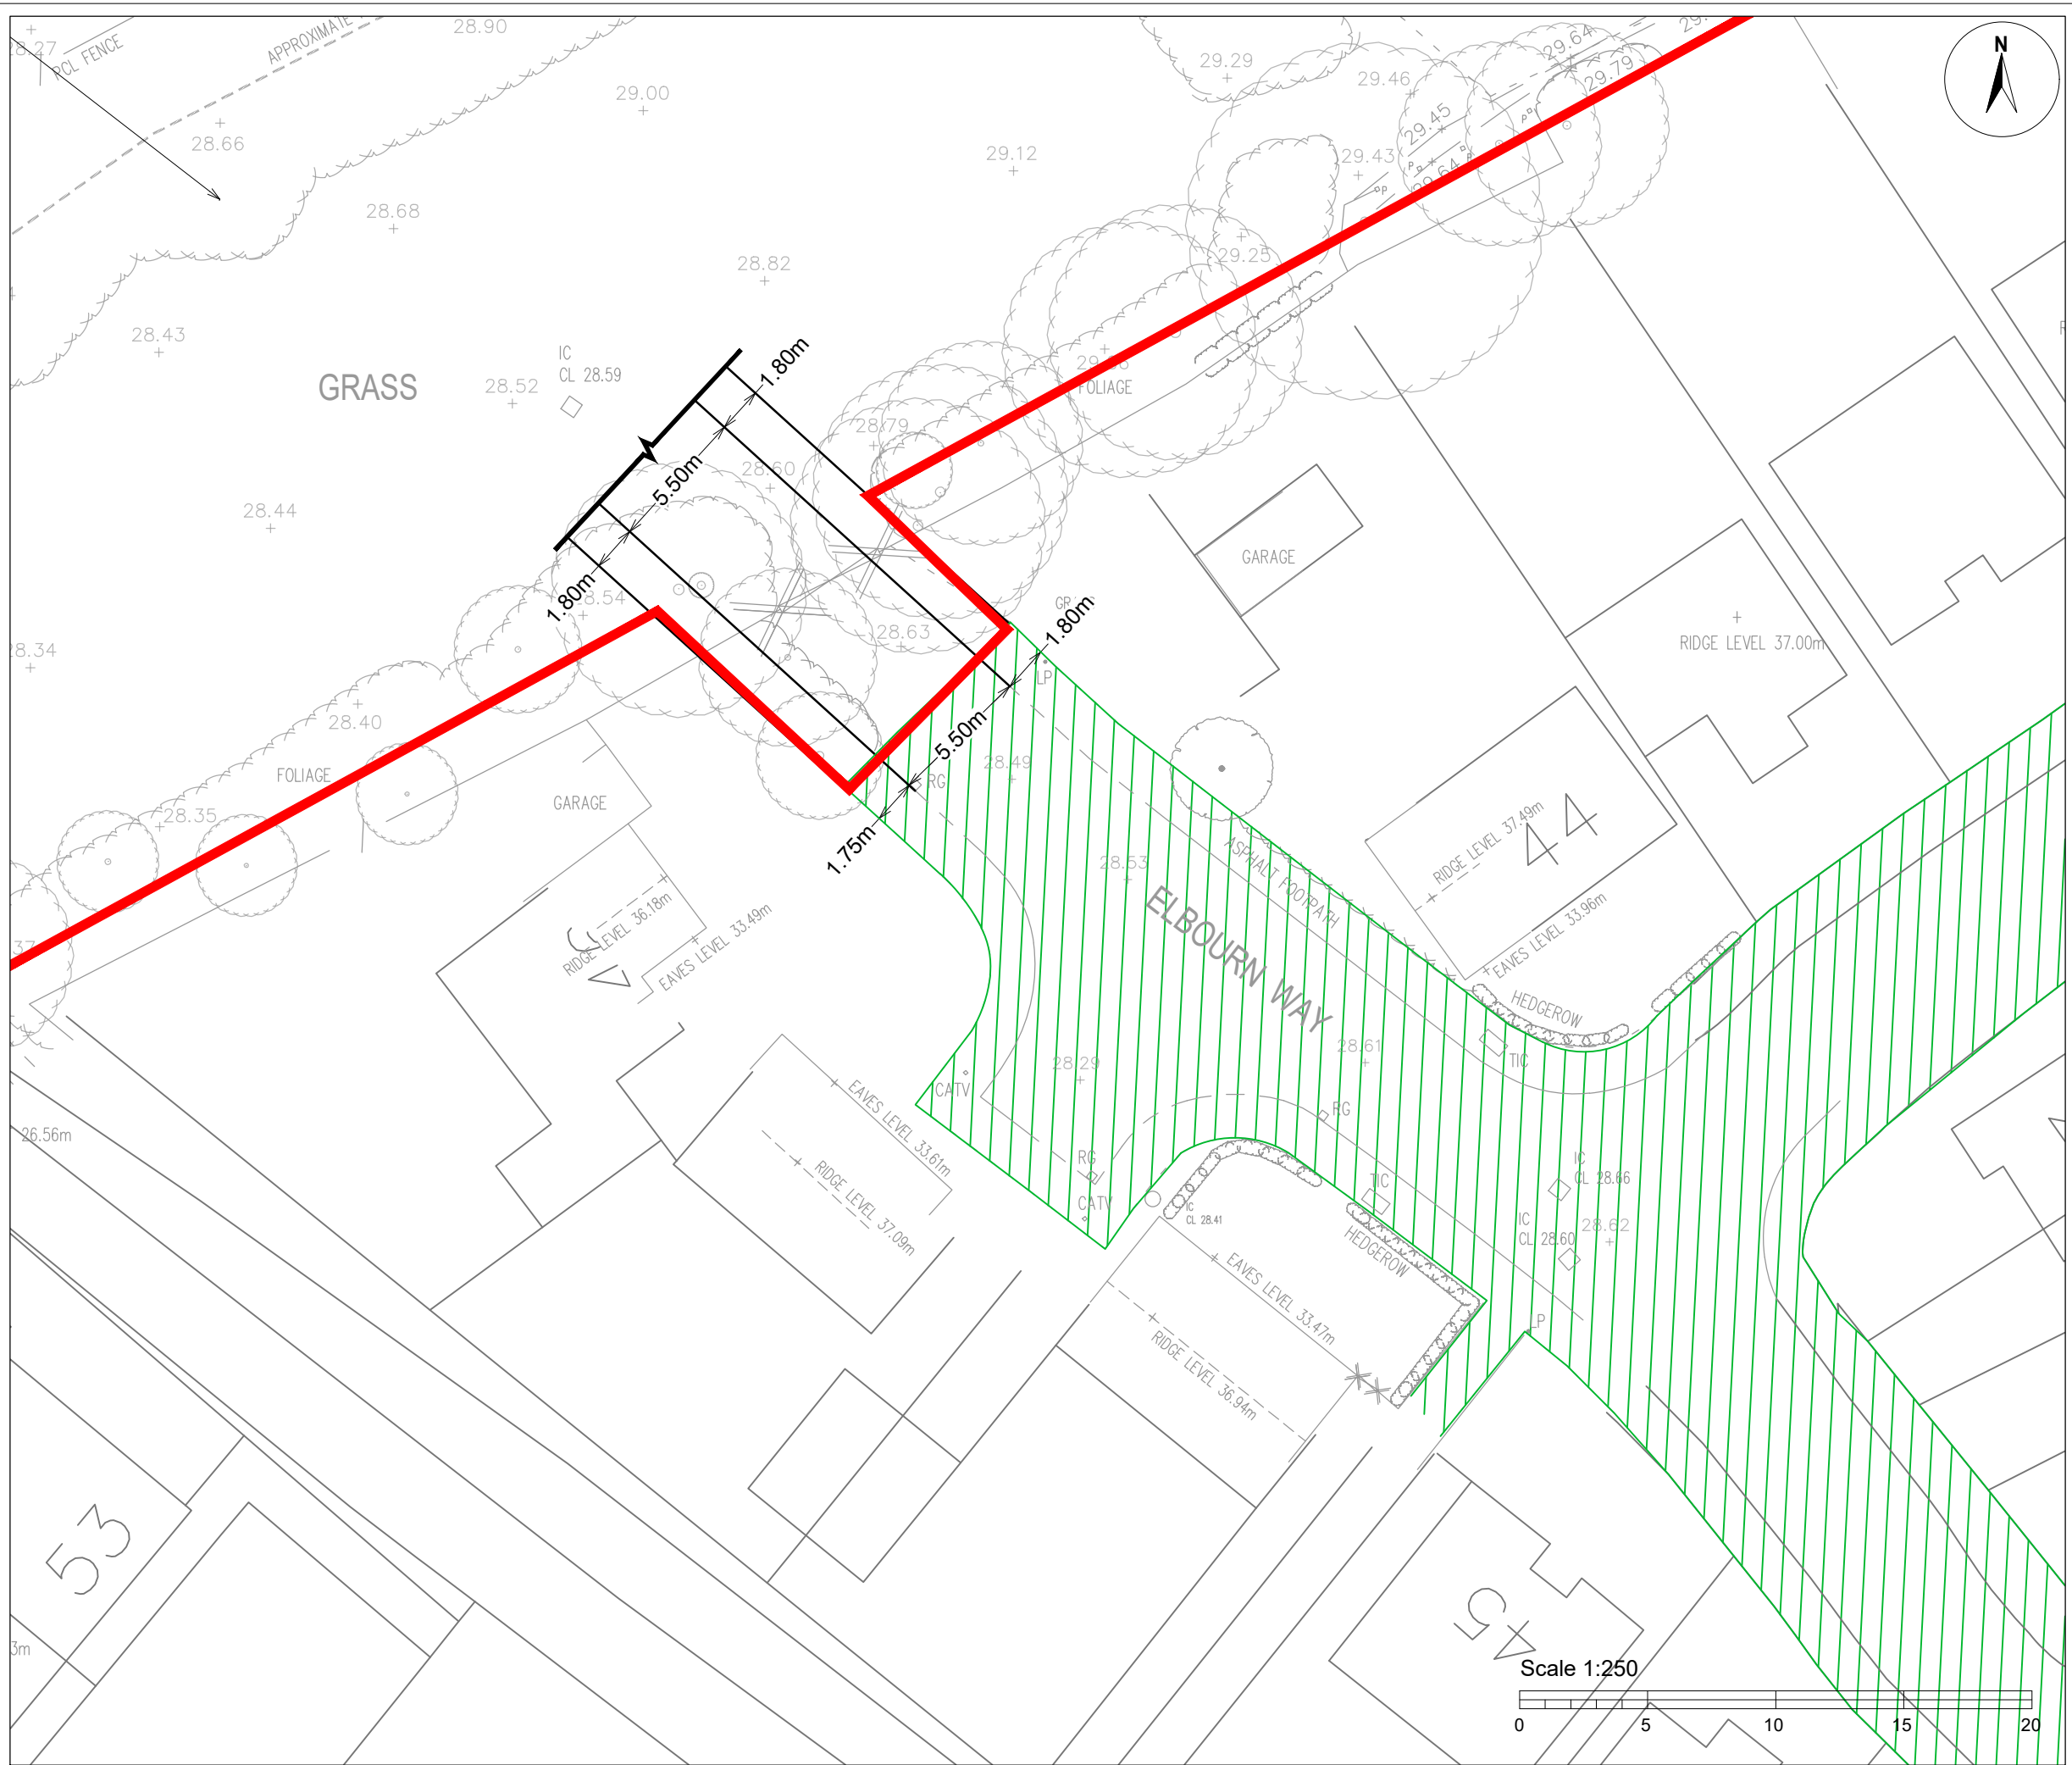 28.90
PCL FENCE
APPROXIMATE
N
29.64
29.79
29.29
29.46
29.00
29.45
28.66
29.12
29.43
29.64
P
P
P
P
28.68
28.82
29.25
28.43
IC
CL 28.59
GRASS
28.52
1.80m
FOLIAGE
28.79
28.60
5.50m
28.44
GARAGE
1.80m
28.54
28.63
1.80m
LP
28.34
RIDGE LEVEL 37.00m
28.40
5.50m
28.49
RG
FOLIAGE
GARAGE
28.35
1.75m
28.53
ASPHALT FOOTPATH
RIDGE LEVEL 37.49m
44
EAVES LEVEL 33.96m
ELBOURN WAY
RIDGE LEVEL 36.18m
EAVES LEVEL 33.49m
HEDGEROW
TIC
28.61
28.29
CATV
EAVES LEVEL 33.61m
RG
26.56m
RIDGE LEVEL 37.09m
RG
CATV
IC
CL 28.41
TIC
IC
CL 28.66
IC
CL 28.60
28.62
HEDGEROW
EAVES LEVEL 33.47m
RIDGE LEVEL 36.94m
LP
53
45
Scale 1:250
0 5 10 15 20